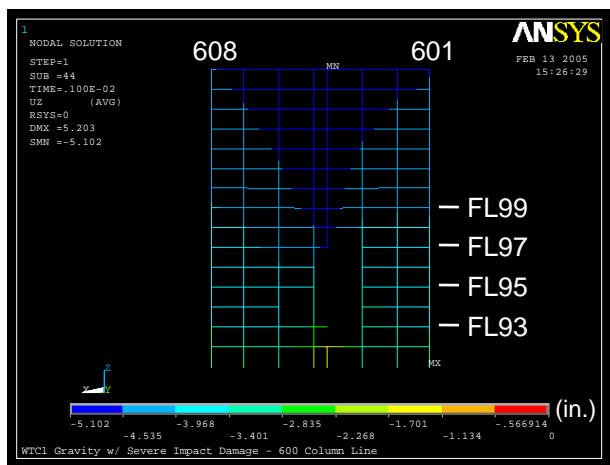 1
NODAL SOLUTION
STEP=1
SUB =44
TIME=.100E-02
UZ (AVG)
RSYS=0
DMX =5.203
SMN =-5.102
608
601
MN
ANSYS
FEB 13 2005
15:26:29
FL99
FL97
FL95
FL93
MX
Z
X
Y
-5.102
-4.535
-3.968
-3.401
-2.835
-2.268
-1.701
-1.134
-.566914
0
(in.)
WTC1 Gravity w/ Severe Impact Damage - 600 Column Line